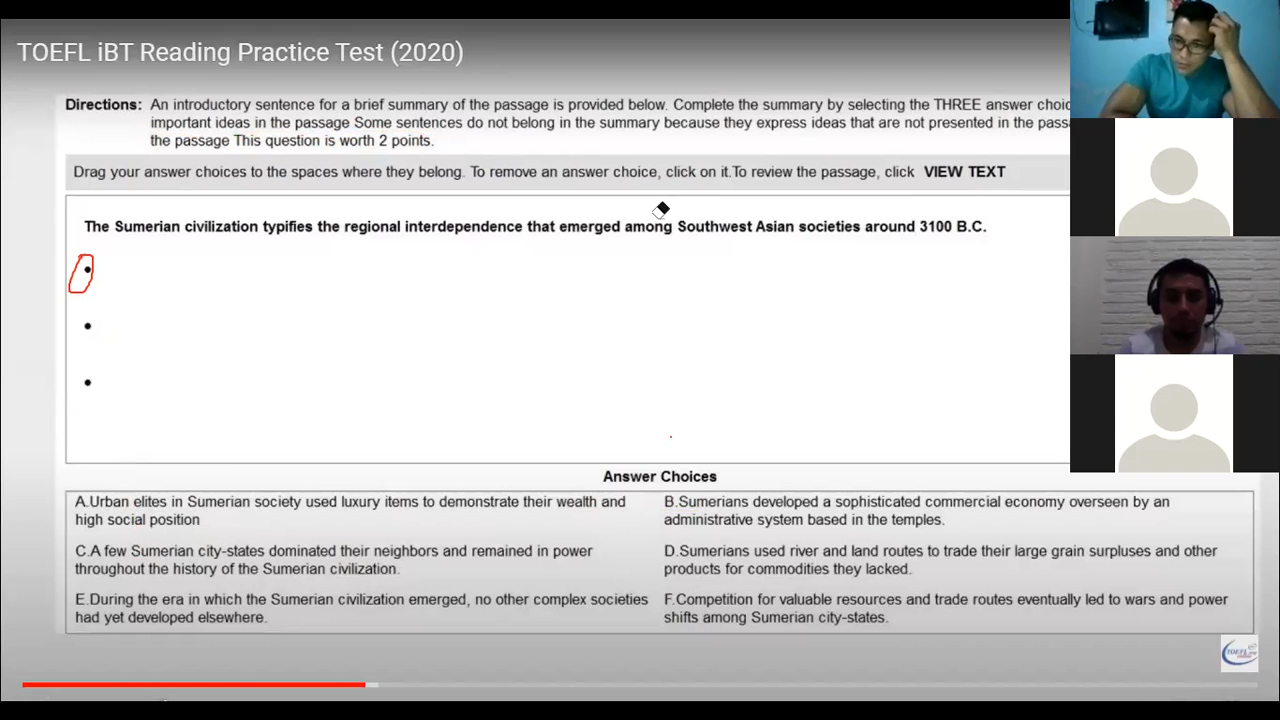 TOEFL iBT Reading Practice Test (2020)
Directions: An introductory sentence for a brief summary of the passage is provided below. Complete the summary by selecting the THREE answer
important ideas in the passage Some sentences do not belong in the summary because they express ideas that are not presented in the
the passage This question is worth 2 points.
Drag your answer choices to the spaces where they belong. To remove an answer choice, click on it.To review the passage, click VIEW TEXT
The Sumerian civilization typifies the regional interdependence that emerged among Southwest Asian societies around 3100 B.C.
Answer Choices
A.Urban elites in Sumerian society used luxury items to demonstrate their wealth and
high social position
B.Sumerians developed a sophisticated commercial economy overseen by an
administrative system based in the temples.
C.A few Sumerian city-states dominated their neighbors and remained in power
throughout the history of the Sumerian civilization.
D.Sumerians used river and land routes to trade their large grain surpluses and other
products for commodities they lacked.
E.During the era in which the Sumerian civilization emerged, no other complex societies
had yet developed elsewhere.
F.Competition for valuable resources and trade routes eventually led to wars and power
shifts among Sumerian city-states.
TOEFL